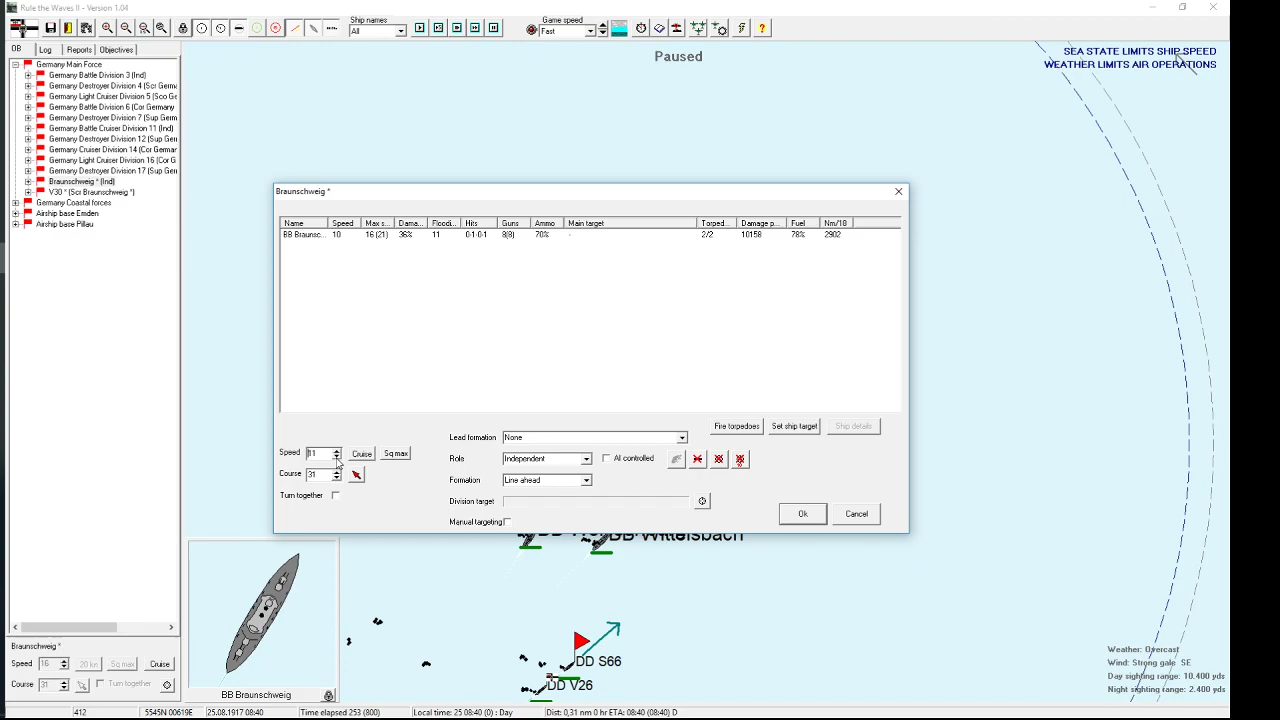 Rule the Waves II - Version 1.04
Ship names
All
Game speed
Fast
OB Log Reports Objectives
Paused
SEA STATE LIMITS SHIP SPEED
WEATHER LIMITS AIR OPERATIONS
Germany Main Force
Germany Battle Division 3 (Ind)
Germany Destroyer Division 4 (Scr Germa
Germany Light Cruiser Division 5 (Sco Ge
Germany Battle Division 6 (Cor Germany
Germany Destroyer Division 7 (Sup Germ
Germany Battle Cruiser Division 11 (Ind)
Germany Destroyer Division 12 (Sup Germ
Germany Cruiser Division 14 (Cor German
Germany Light Cruiser Division 16 (Cor G
Germany Destroyer Division 17 (Sup Germ
Braunschweig * (Ind)
V30 * (Scr Braunschweig *)
Germany Coastal forces
Airship base Emden
Airship base Pillau
Braunschweig *
Name Speed Max s... Dama... Floodi... Hits Guns Ammo Main target Torped... Damage p... Fuel Nm/18
BB Braunsc... 10 16 (21) 36% 11 0-1-0-1 8(8) 70% - 2/2 10158 78% 2902
Fire torpedoes Set ship target Ship details
Lead formation None
Speed 11 Cruise Sq max
Role Independent AI controlled
Course 31
Formation Line ahead
Turn together
Division target
Manual targeting
Ok Cancel
DB Wittelsbach
DD S66
DD V26
Braunschweig *
Speed 16 20 kn Sq max Cruise
Course 31 Turn together
BB Braunschweig
Weather: Overcast
Wind: Strong gale SE
Day sighting range: 10.400 yds
Night sighting range: 2.400 yds
412 5545N 00619E 25.08.1917 08:40 Time elapsed 253 (800) Local time: 25 08:40 (0) : Day Dist: 0,31 nm 0 hr ETA: 08:40 (08:40) D